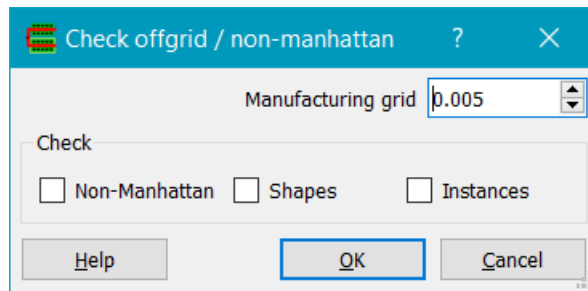 Check offgrid / non-manhattan ?
Manufacturing grid 0.005
Check
Non-Manhattan Shapes Instances
Help OK Cancel